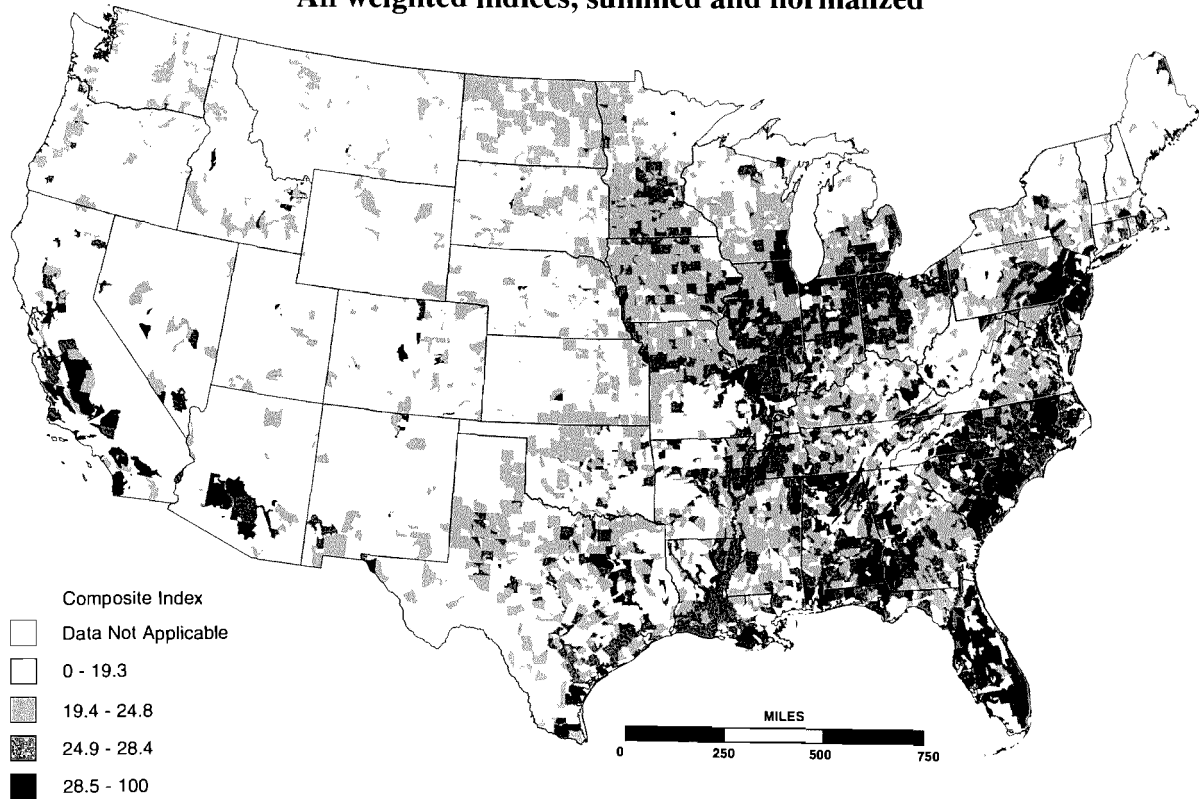 All weighted indices, summed and normalized
Composite Index
Data Not Applicable
0 - 19.3
19.4 - 24.8
24.9 - 28.4
28.5 - 100
MILES
0 250 500 750